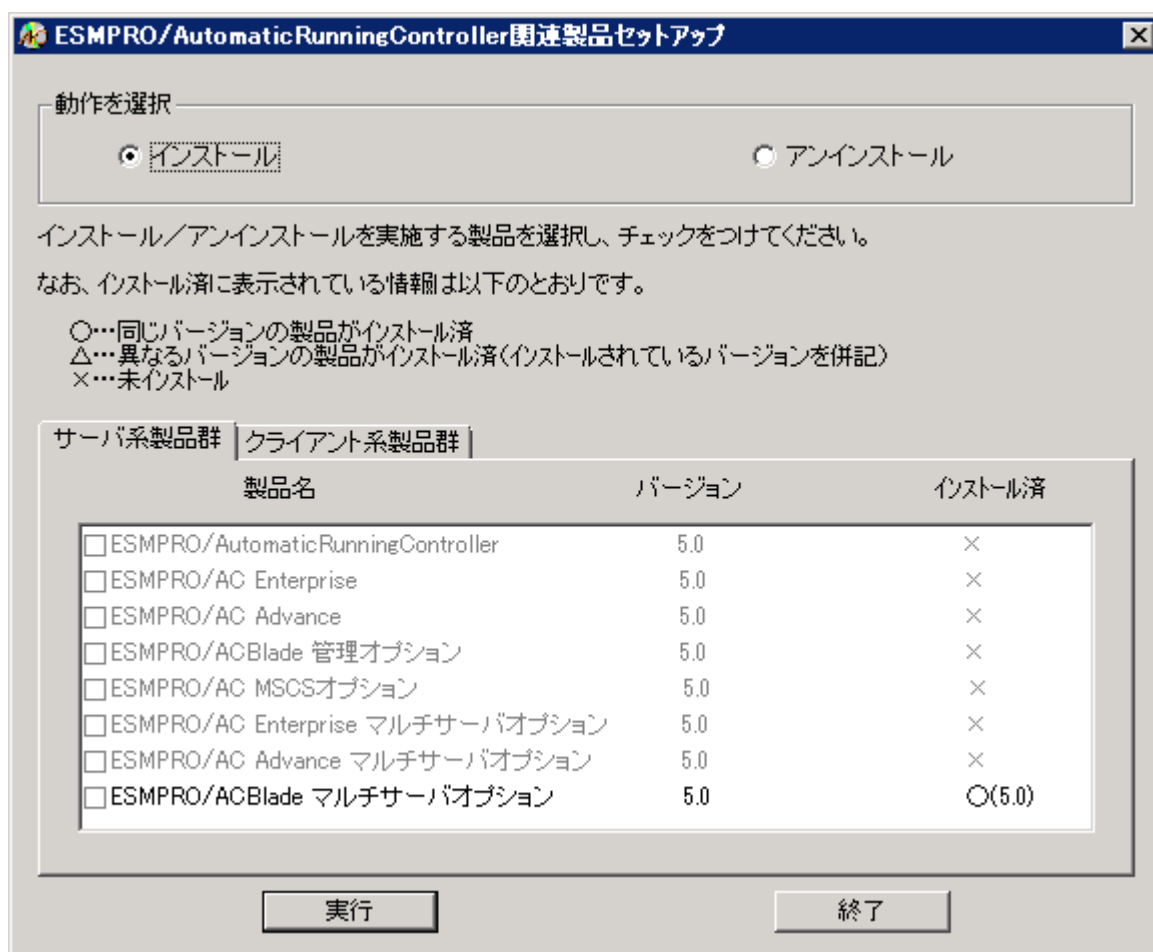 ESMPRO/AutomaticRunningController関連製品セットアップ
動作を選択
インストール アンインストール
インストール／アンインストールを実施する製品を選択し、チェックをつけてください。
なお、インストール済に表示されている情報は以下のとおりです。
○…同じバージョンの製品がインストール済
△…異なるバージョンの製品がインストール済(インストールされているバージョンを併記)
×…未インストール
サーバ系製品群 クライアント系製品群
製品名 バージョン インストール済
ESMPRO/AutomaticRunningController 5.0 ×
ESMPRO/AC Enterprise 5.0 ×
ESMPRO/AC Advance 5.0 ×
ESMPRO/ACBlade 管理オプション 5.0 ×
ESMPRO/AC MSCSオプション 5.0 ×
ESMPRO/AC Enterprise マルチサーバオプション 5.0 ×
ESMPRO/AC Advance マルチサーバオプション 5.0 ×
ESMPRO/ACBlade マルチサーバオプション 5.0 ○(5.0)
実行 終了